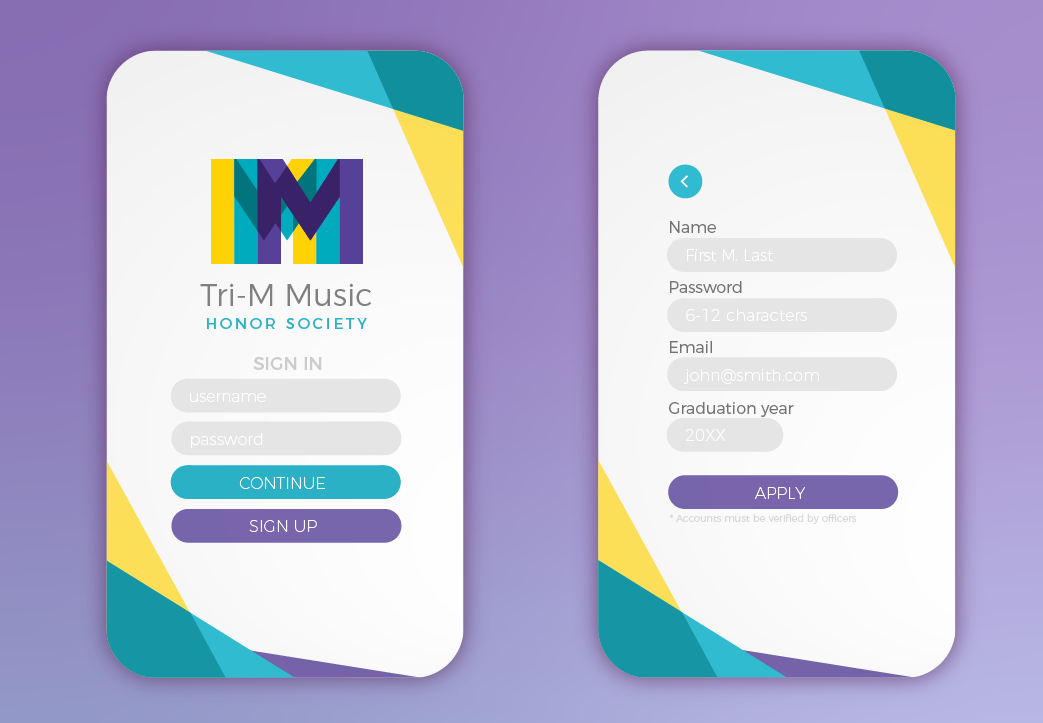 Tri-M Music
HONOR SOCIETY
SIGN IN
username
password
CONTINUE
SIGN UP
Name
First M. Last
Password
6-12 characters
Email
john@smith.com
Graduation year
20XX
APPLY
* Accounts must be verified by officers